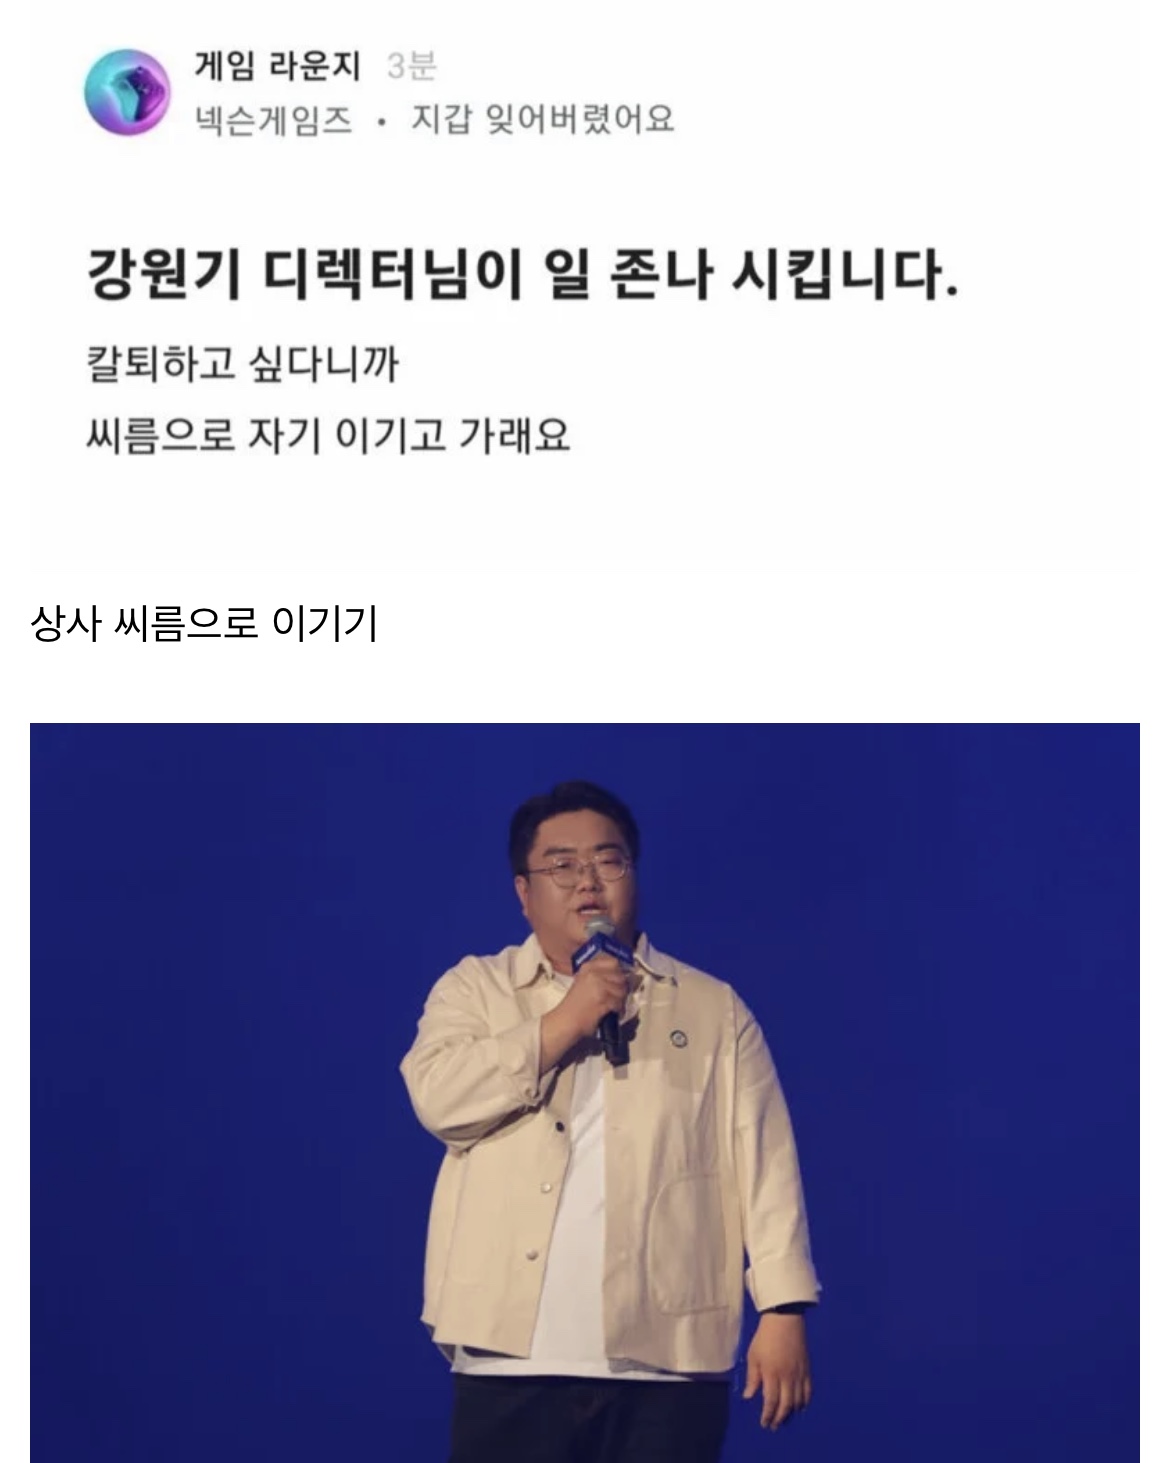 게임 라운지 3분
넥슨게임즈 · 지갑 잊어버렸어요
강원기 디렉터님이 일 존나 시킵니다.
칼퇴하고 싶다니까
씨름으로 자기 이기고 가래요
상사 씨름으로 이기기